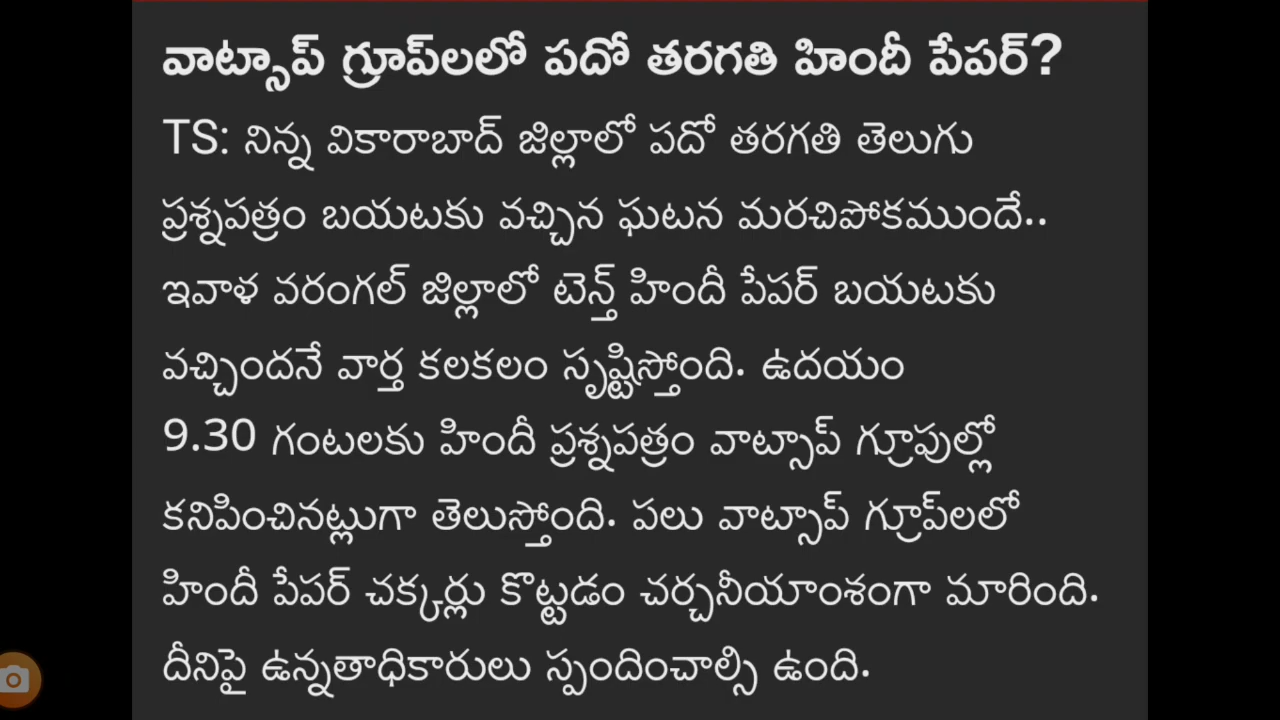 వాట్సాప్ గ్రూప్‌లలో పదో తరగతి హిందీ పేపర్?
TS: నిన్న వికారాబాద్ జిల్లాలో పదో తరగతి తెలుగు
ప్రశ్నపత్రం బయటకు వచ్చిన ఘటన మరచిపోకముందే..
ఇవాళ వరంగల్ జిల్లాలో టెన్త్ హిందీ పేపర్ బయటకు
వచ్చిందనే వార్త కలకలం సృష్టిస్తోంది. ఉదయం
9.30 గంటలకు హిందీ ప్రశ్నపత్రం వాట్సాప్ గ్రూపుల్లో
కనిపించినట్లుగా తెలుస్తోంది. పలు వాట్సాప్ గ్రూప్‌లలో
హిందీ పేపర్ చక్కర్లు కొట్టడం చర్చనీయాంశంగా మారింది.
దీనిపై ఉన్నతాధికారులు స్పందించాల్సి ఉంది.